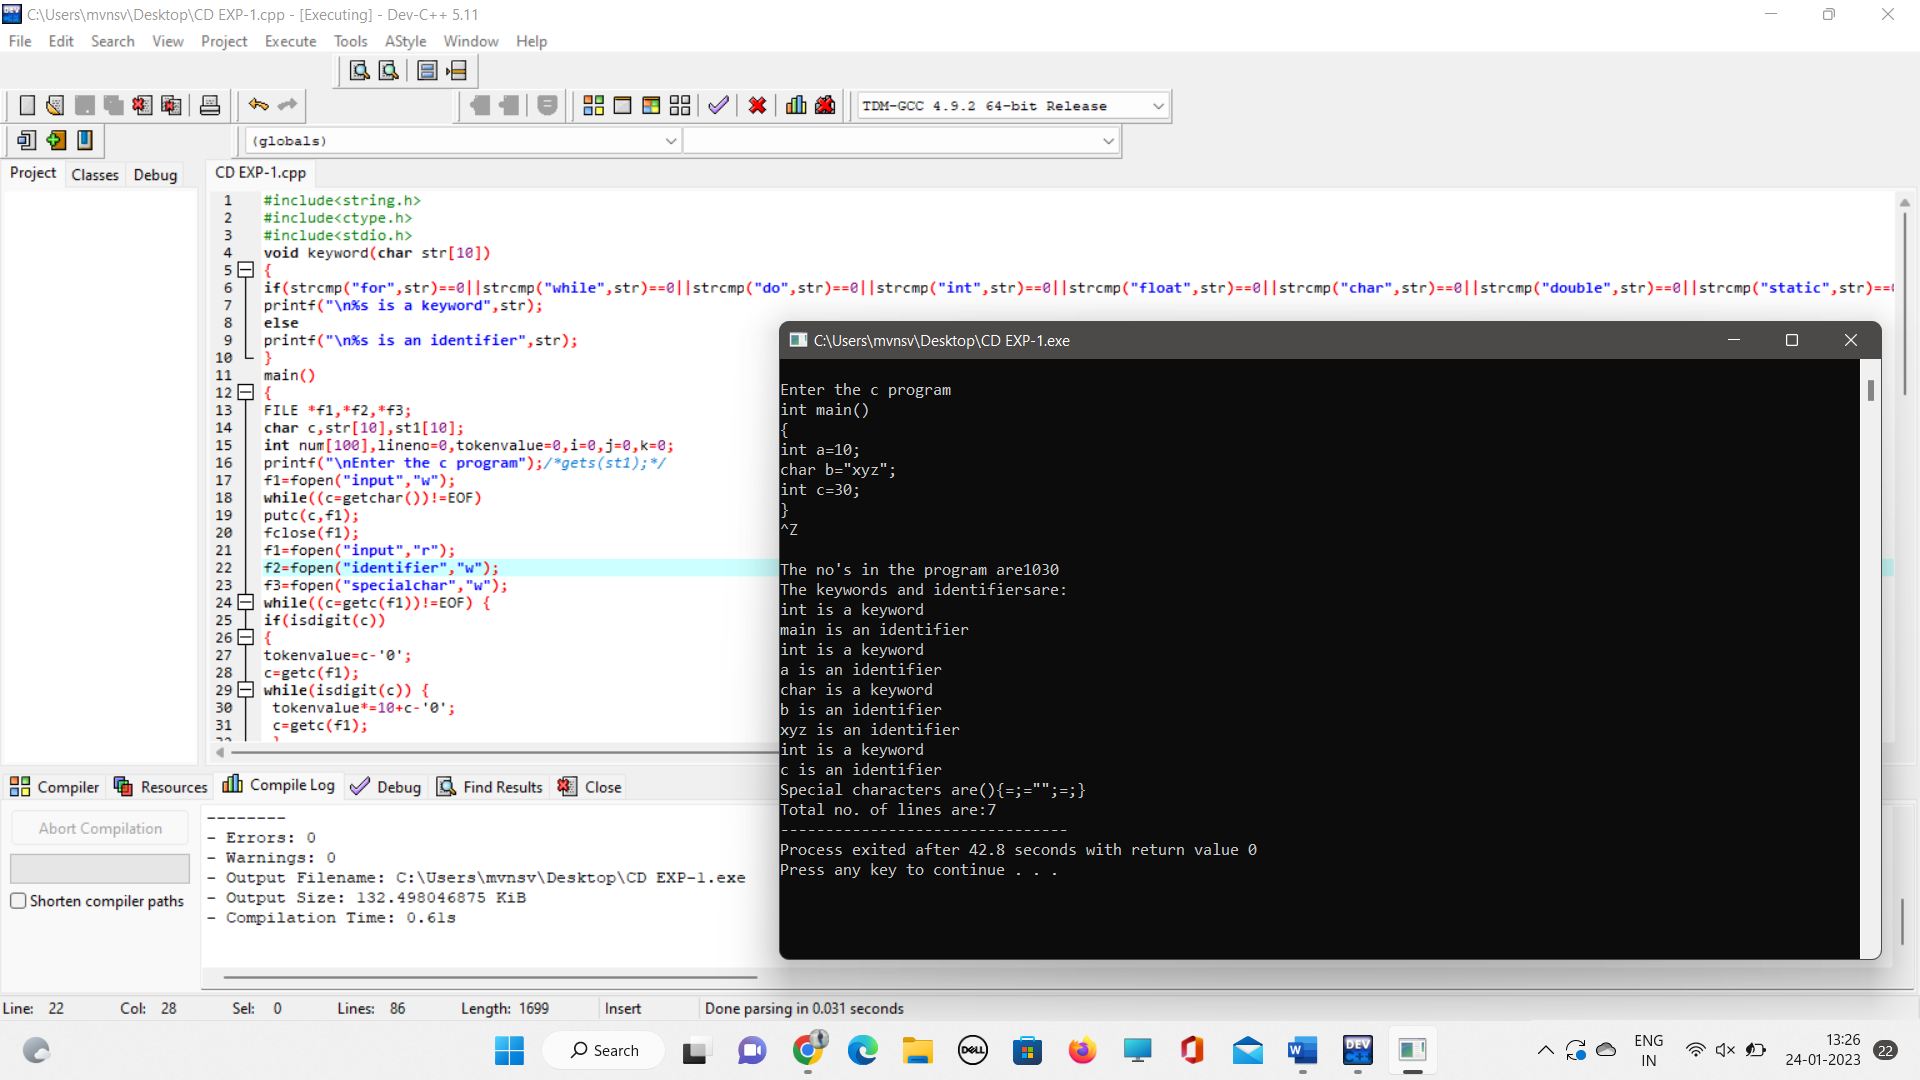 C:\Users\mvnsv\Desktop\CD EXP-1.cpp - [Executing] - Dev-C++ 5.11
File Edit Search View Project Execute Tools AStyle Window Help
TDM-GCC 4.9.2 64-bit Release
(globals)
Project Classes Debug
CD EXP-1.cpp
1 #include<string.h>
2 #include<ctype.h>
3 #include<stdio.h>
4 void keyword(char str[10])
5 {
6 if(strcmp("for",str)==0||strcmp("while",str)==0||strcmp("do",str)==0||strcmp("int",str)==0||strcmp("float",str)==0||strcmp("char",str)==0||strcmp("double",str)==0||strcmp("static",str)==
7 printf("\n%s is a keyword",str);
8 else
9 printf("\n%s is an identifier",str);
10 }
11 main()
12 {
13 FILE *f1,*f2,*f3;
14 char c,str[10],st1[10];
15 int num[100],lineno=0,tokenvalue=0,i=0,j=0,k=0;
16 printf("\nEnter the c program");/*gets(st1);*/
17 f1=fopen("input","w");
18 while((c=getchar())!=EOF)
19 putc(c,f1);
20 fclose(f1);
21 f1=fopen("input","r");
22 f2=fopen("identifier","w");
23 f3=fopen("specialchar","w");
24 while((c=getc(f1))!=EOF) {
25 if(isdigit(c))
26 {
27 tokenvalue=c-'0';
28 c=getc(f1);
29 while(isdigit(c)) {
30 tokenvalue*=10+c-'0';
31 c=getc(f1);
C:\Users\mvnsv\Desktop\CD EXP-1.exe
Enter the c program
int main()
{
int a=10;
char b="xyz";
int c=30;
}
^Z
The no's in the program are1030
The keywords and identifiersare:
int is a keyword
main is an identifier
int is a keyword
a is an identifier
char is a keyword
b is an identifier
xyz is an identifier
int is a keyword
c is an identifier
Special characters are(){=;="";=;}
Total no. of lines are:7
--------------------------------
Process exited after 42.8 seconds with return value 0
Press any key to continue . . .
Compiler Resources Compile Log Debug Find Results Close
Abort Compilation
Shorten compiler paths
--------
- Errors: 0
- Warnings: 0
- Output Filename: C:\Users\mvnsv\Desktop\CD EXP-1.exe
- Output Size: 132.498046875 KiB
- Compilation Time: 0.61s
Line: 22 Col: 28 Sel: 0 Lines: 86 Length: 1699 Insert Done parsing in 0.031 seconds
Search
DELL
W
DEV C++
ENG
IN
13:26
24-01-2023
22